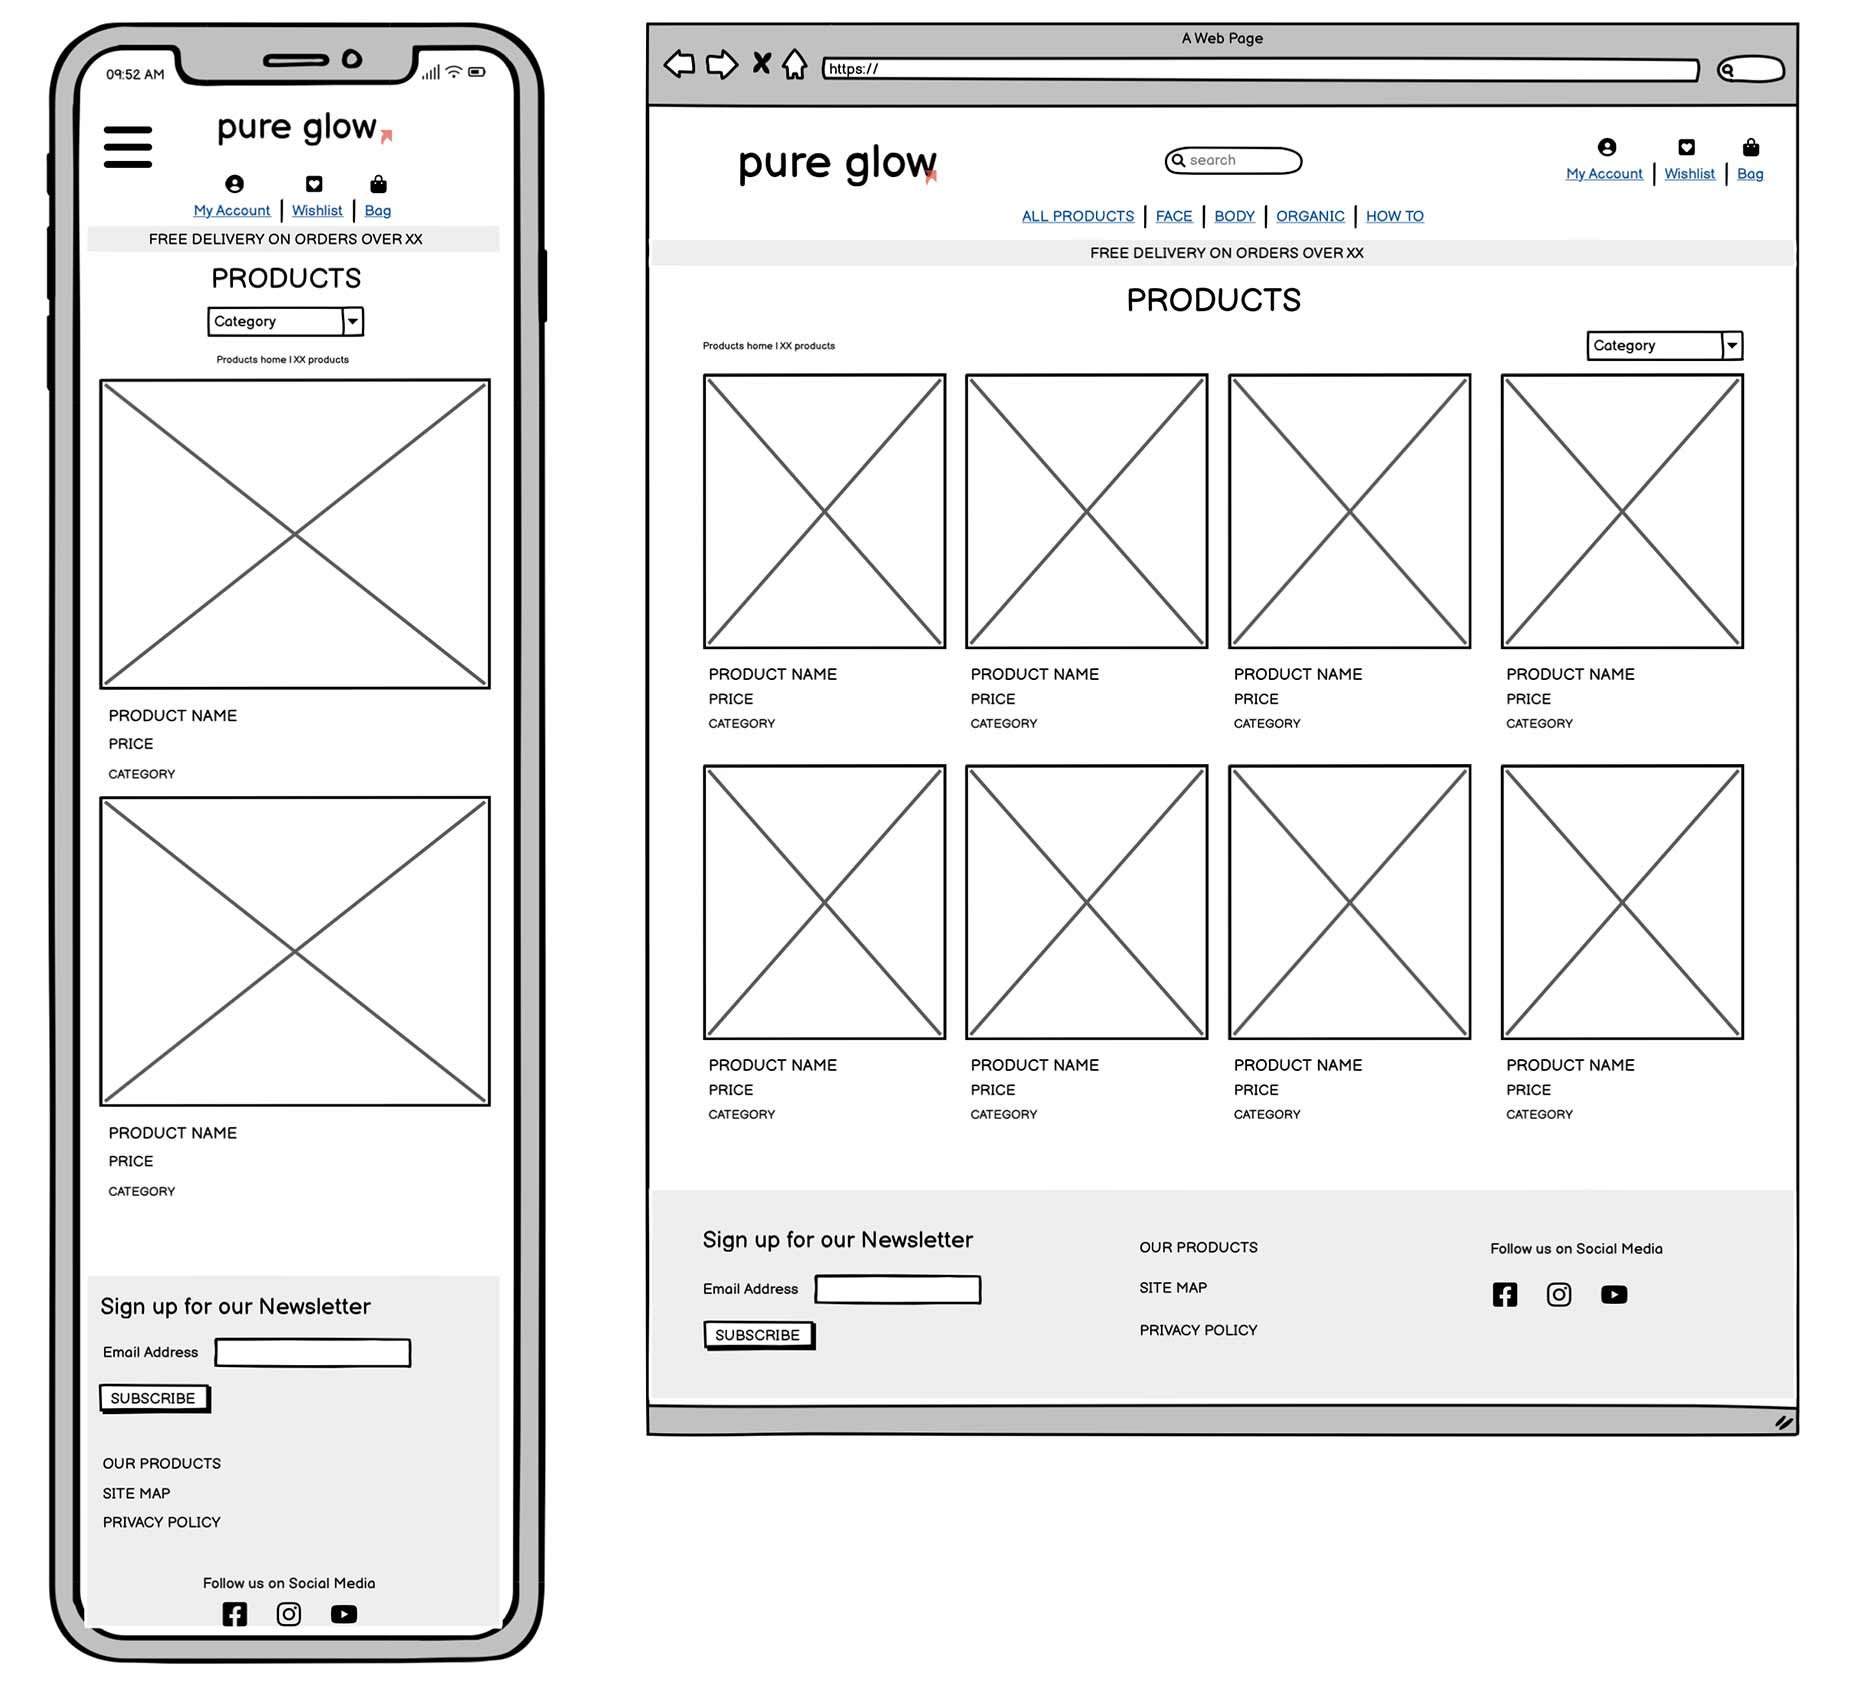 09:52 AM
pure glow
My Account | Wishlist | Bag
FREE DELIVERY ON ORDERS OVER XX
PRODUCTS
Category
Products home | XX products
PRODUCT NAME
PRICE
CATEGORY
PRODUCT NAME
PRICE
CATEGORY
Sign up for our Newsletter
Email Address
SUBSCRIBE
OUR PRODUCTS
SITE MAP
PRIVACY POLICY
Follow us on Social Media
A Web Page
https://
pure glow
search
My Account | Wishlist | Bag
ALL PRODUCTS | FACE | BODY | ORGANIC | HOW TO
FREE DELIVERY ON ORDERS OVER XX
PRODUCTS
Products home | XX products
Category
PRODUCT NAME PRODUCT NAME PRODUCT NAME PRODUCT NAME
PRICE PRICE PRICE PRICE
CATEGORY CATEGORY CATEGORY CATEGORY
PRODUCT NAME PRODUCT NAME PRODUCT NAME PRODUCT NAME
PRICE PRICE PRICE PRICE
CATEGORY CATEGORY CATEGORY CATEGORY
Sign up for our Newsletter
Email Address
SUBSCRIBE
OUR PRODUCTS
SITE MAP
PRIVACY POLICY
Follow us on Social Media